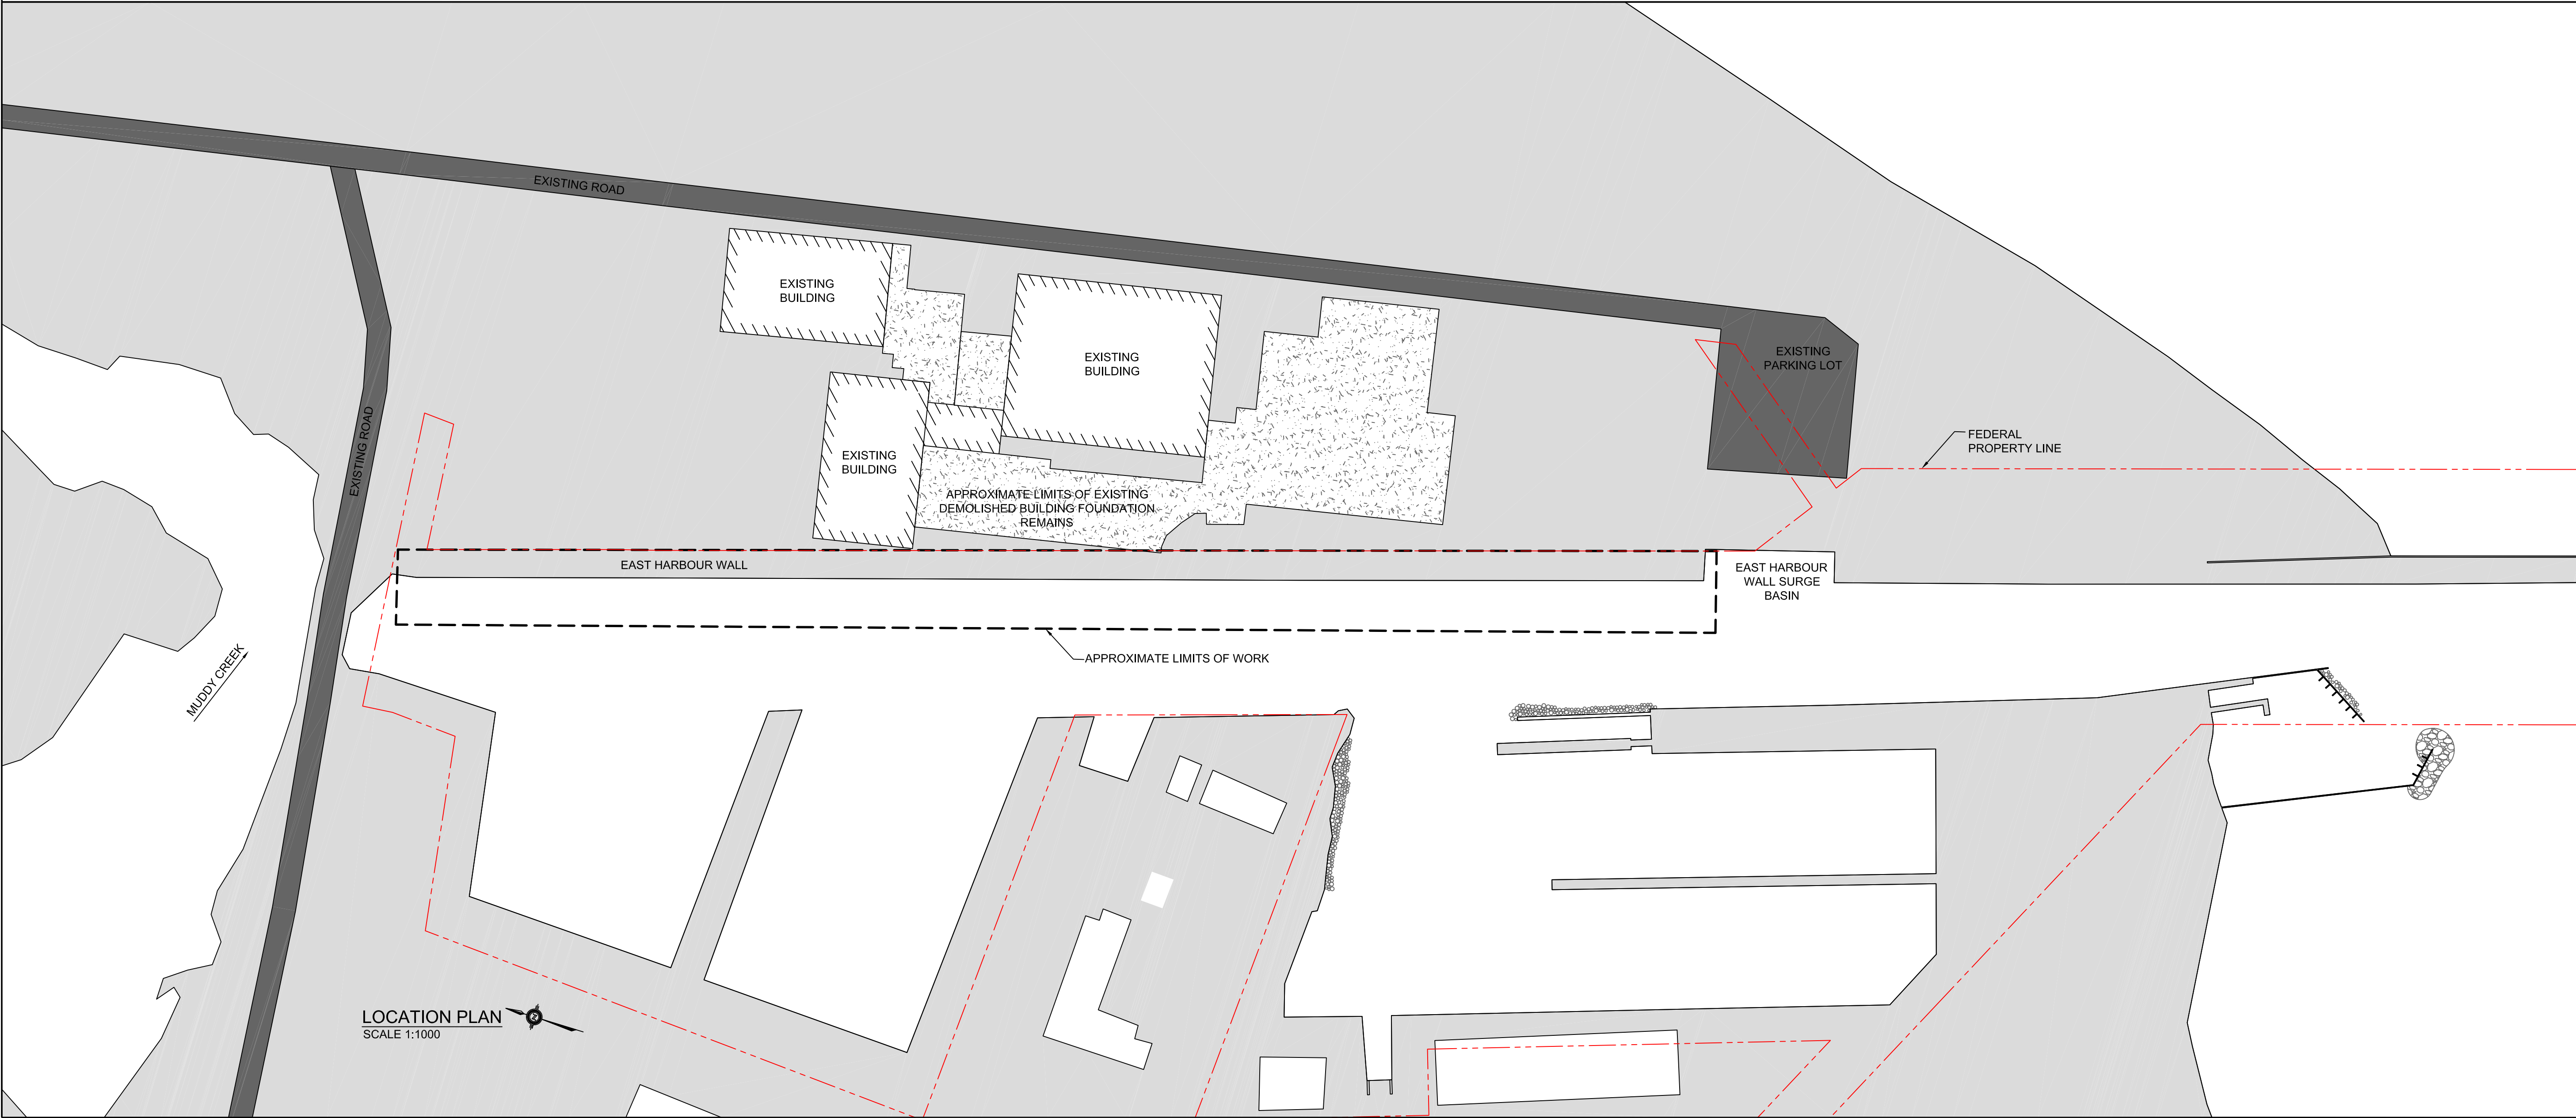 EXISTING ROAD
EXISTING
BUILDING
EXISTING
BUILDING
EXISTING
PARKING LOT
EXISTING ROAD
EXISTING
BUILDING
FEDERAL
PROPERTY LINE
APPROXIMATE LIMITS OF EXISTING
DEMOLISHED BUILDING FOUNDATION
REMAINS
EAST HARBOUR WALL
EAST HARBOUR
WALL SURGE
BASIN
APPROXIMATE LIMITS OF WORK
MUDDY CREEK
LOCATION PLAN
SCALE 1:1000
N